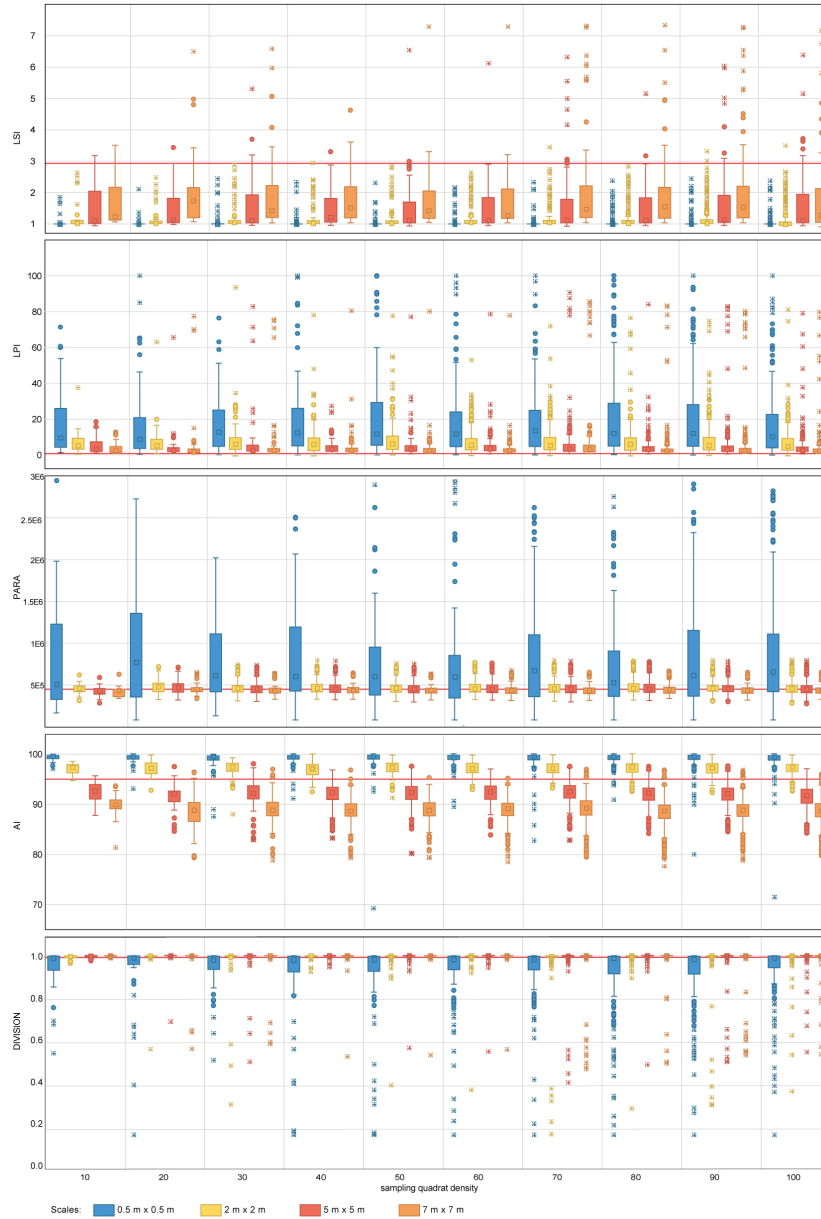 7
6
5
4
3
2
1
LSI
100
80
60
40
20
0
LPI
3E6
2.5E6
2E6
1.5E6
1E6
5E5
PARA
100
90
80
70
AI
1.0
0.8
0.6
0.4
0.2
0.0
DIVISION
10 20 30 40 50 60 70 80 90 100
sampling quadrat density
Scales: 0.5 m x 0.5 m 2 m x 2 m 5 m x 5 m 7 m x 7 m